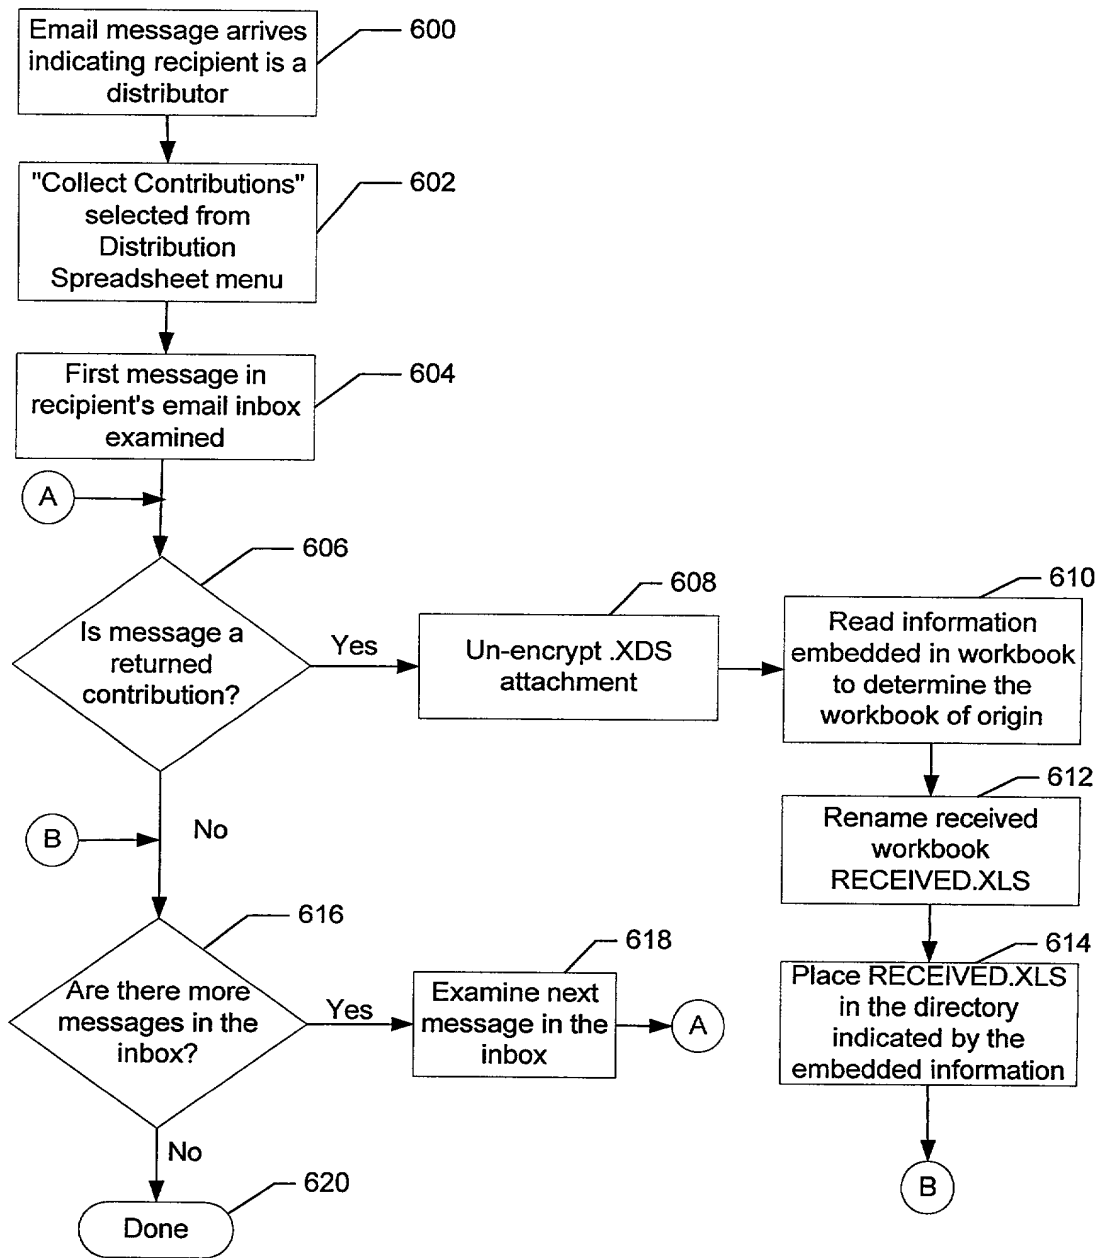 Email message arrives
indicating recipient is a
distributor
600
"Collect Contributions"
selected from
Distribution
Spreadsheet menu
602
First message in
recipient's email inbox
examined
604
A
606
Is message a
returned
contribution?
Yes
608
Un-encrypt .XDS
attachment
610
Read information
embedded in workbook
to determine the
workbook of origin
612
Rename received
workbook
RECEIVED.XLS
614
Place RECEIVED.XLS
in the directory
indicated by the
embedded information
B
No
B
616
Are there more
messages in the
inbox?
Yes
618
Examine next
message in the
inbox
A
No
620
Done